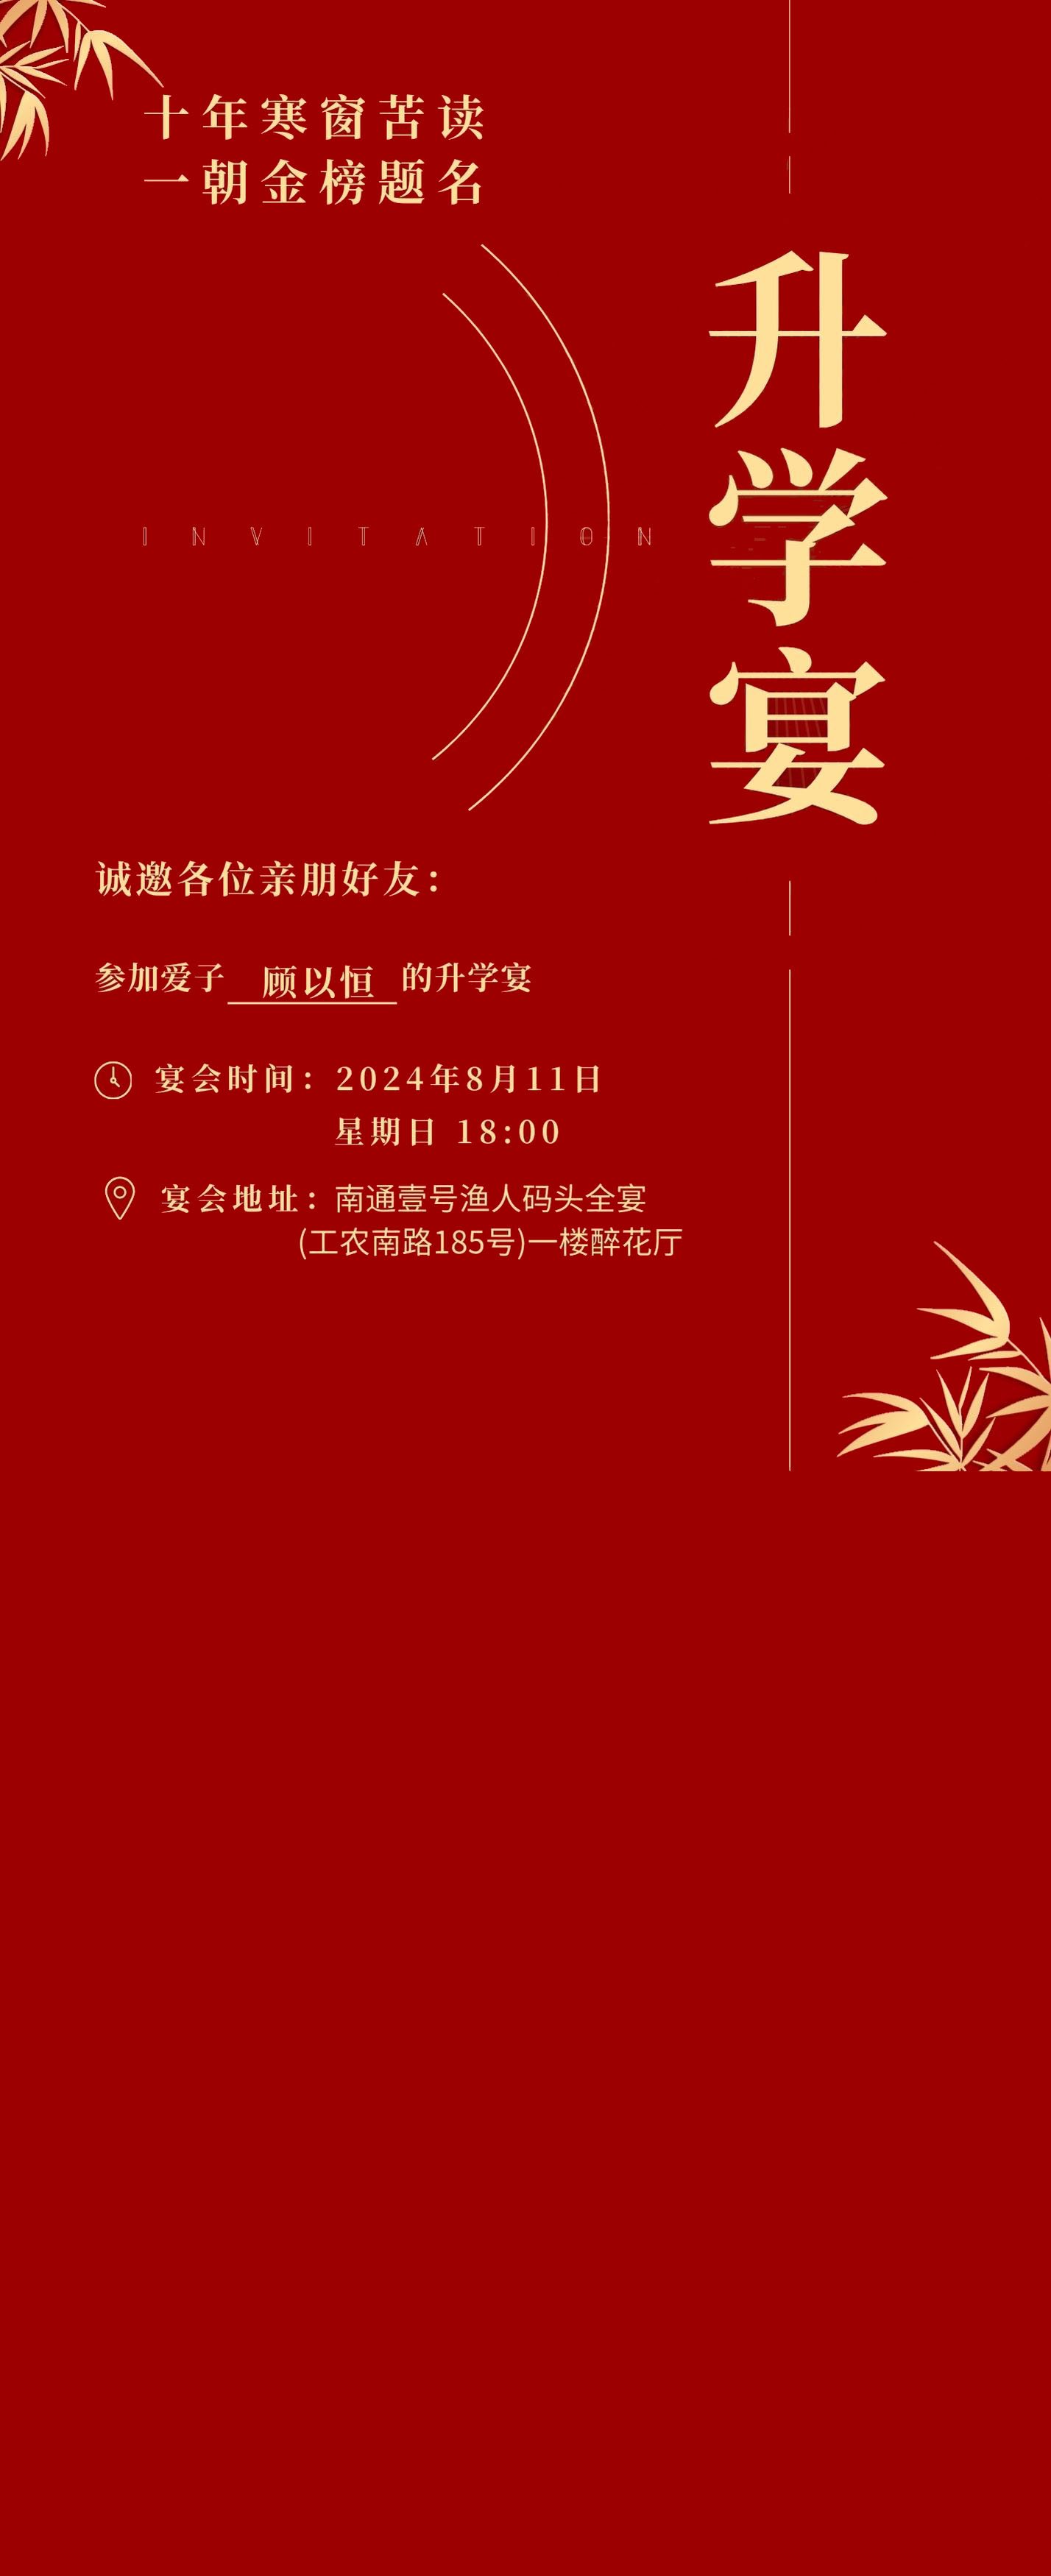 十年寒窗苦读
一朝金榜题名
升学宴
INVITATION
诚邀各位亲朋好友：
参加爱子 顾以恒 的升学宴
宴会时间：2024年8月11日
星期日 18:00
宴会地址：南通壹号渔人码头全宴
(工农南路185号)一楼醉花厅